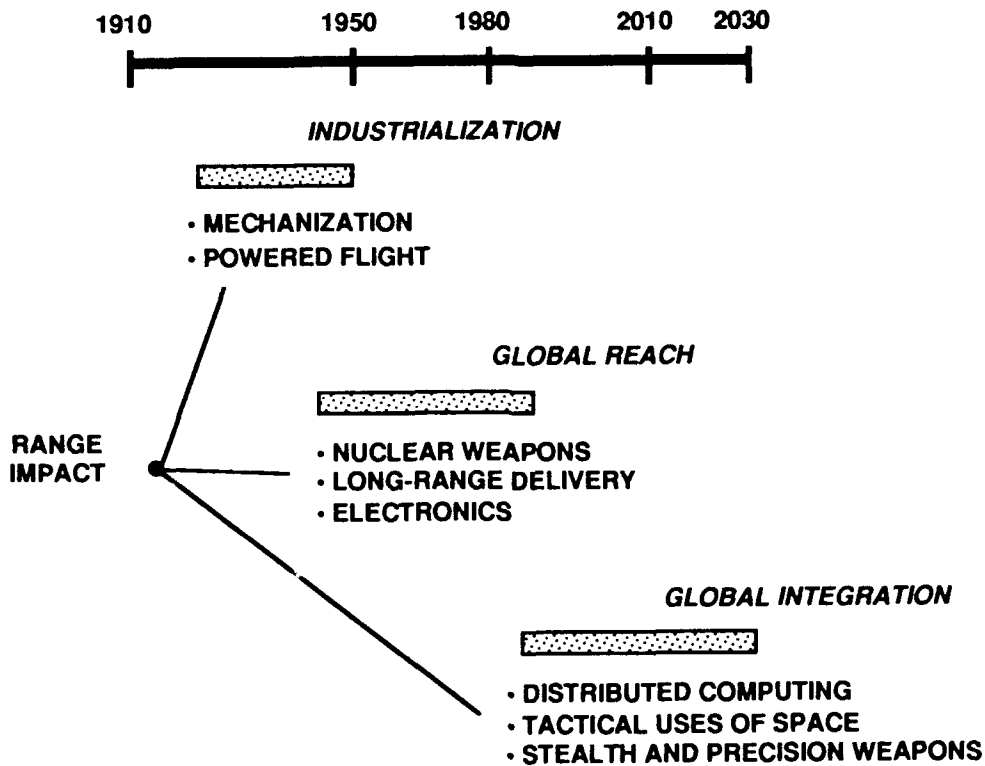 1910 1950 1980 2010 2030
INDUSTRIALIZATION
• MECHANIZATION
• POWERED FLIGHT
GLOBAL REACH
RANGE
IMPACT
• NUCLEAR WEAPONS
• LONG-RANGE DELIVERY
• ELECTRONICS
GLOBAL INTEGRATION
• DISTRIBUTED COMPUTING
• TACTICAL USES OF SPACE
• STEALTH AND PRECISION WEAPONS